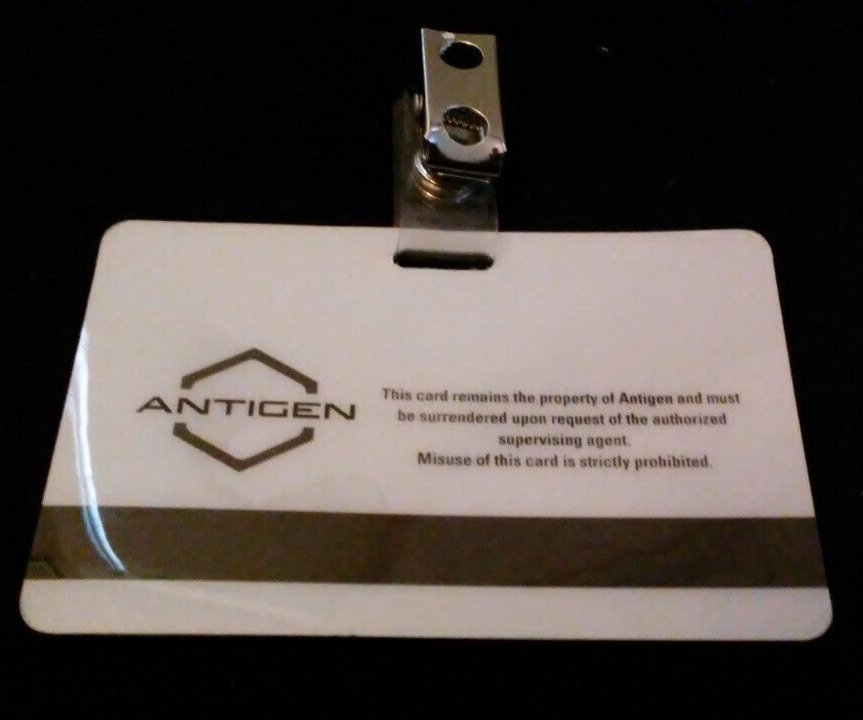 ANTIGEN
This card remains the property of Antigen and must
be surrendered upon request of the authorized
supervising agent.
Misuse of this card is strictly prohibited.